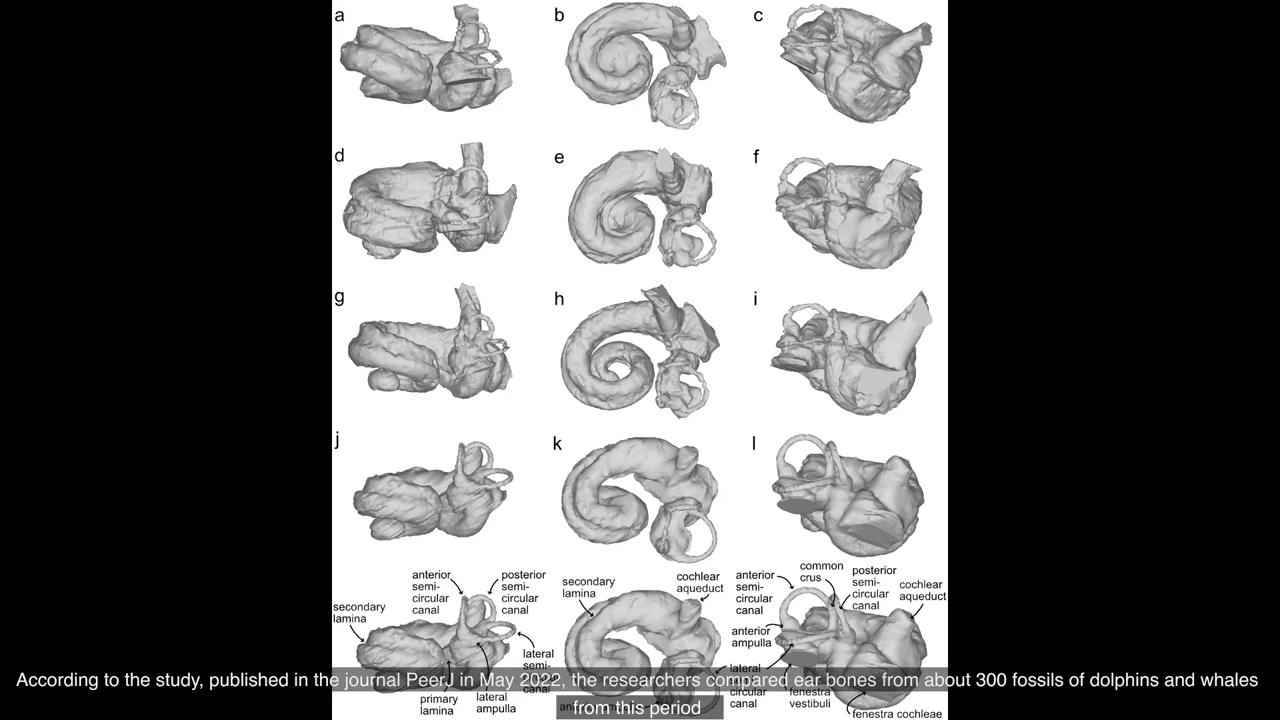 a
b
c
d
e
f
g
h
i
j
k
l
secondary
lamina
anterior
semi-
circular
canal
posterior
semi-
circular
canal
primary
lamina
lateral
ampulla
lateral
semi-
circular
canal
secondary
lamina
cochlear
aqueduct
lateral
circular
canal
anterior
semi-
circular
canal
anterior
ampulla
common
crus
posterior
semi-
circular
canal
cochlear
aqueduct
fenestra
vestibuli
fenestra cochleae
According to the study, published in the journal PeerJ in May 2022, the researchers compared ear bones from about 300 fossils of dolphins and whales
from this period